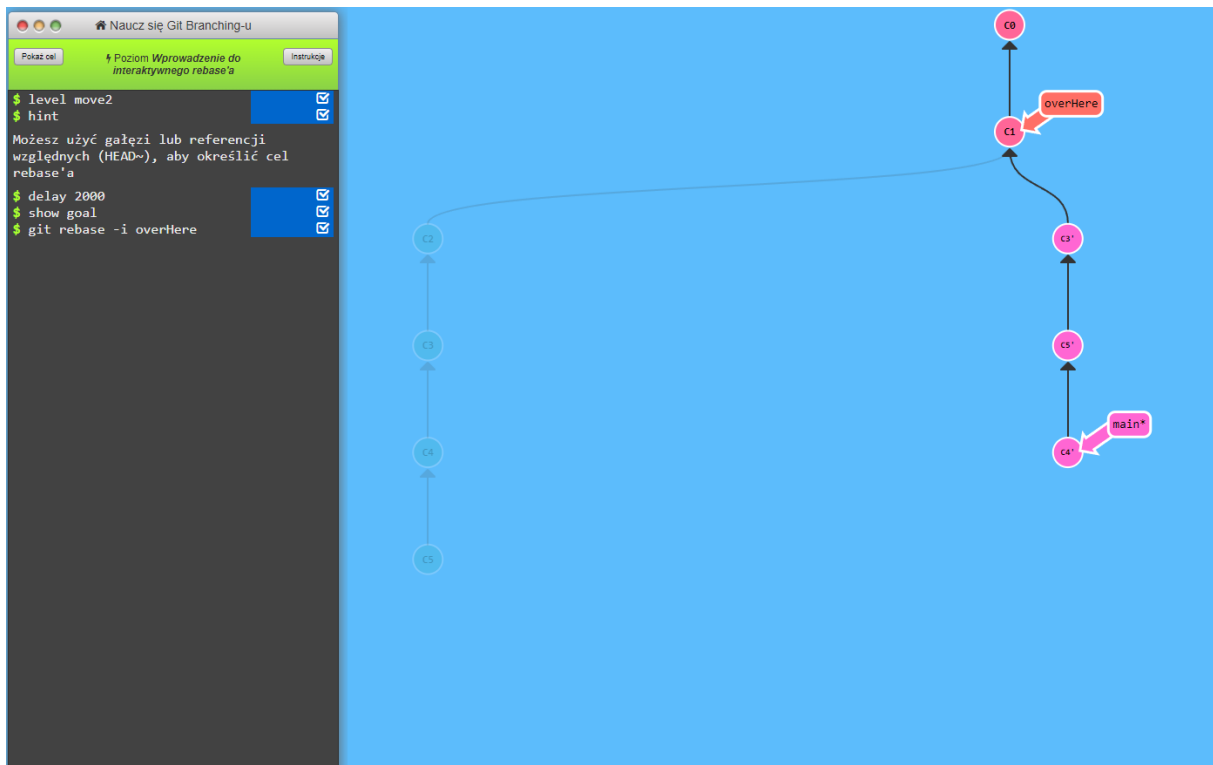 Naucz się Git Branching-u
Pokaż cel
Poziom Wprowadzenie do
interaktywnego rebase'a
Instrukcje
$ level move2
$ hint
Możesz użyć gałęzi lub referencji
względnych (HEAD~), aby określić cel
rebase'a
$ delay 2000
$ show goal
$ git rebase -i overHere
C0
overHere
C1
C2
C3'
C3
C5'
main*
C4
C4'
C5